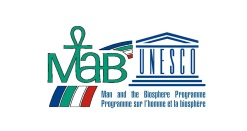 MAB
UNESCO
Man and the Biosphere Programme
Programme sur l'homme et la biosphère